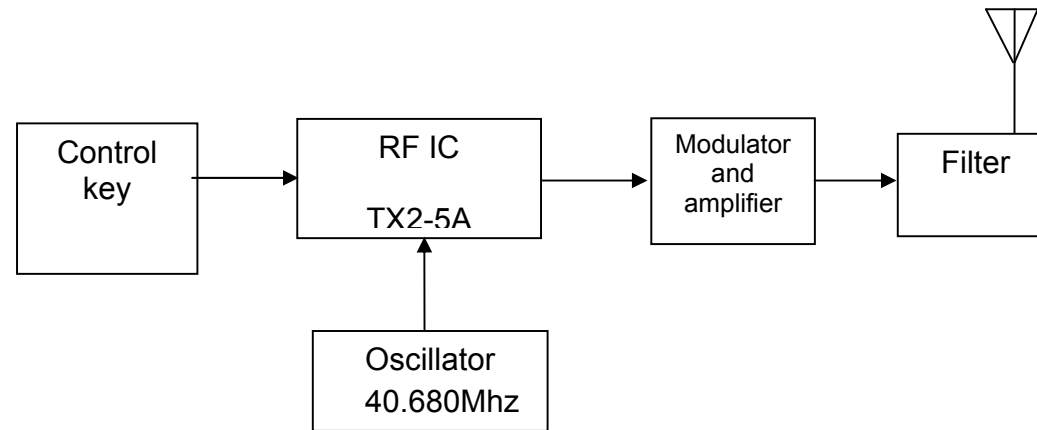 Control
key
RF IC
TX2-5A
Modulator
and
amplifier
Filter
Oscillator
40.680Mhz